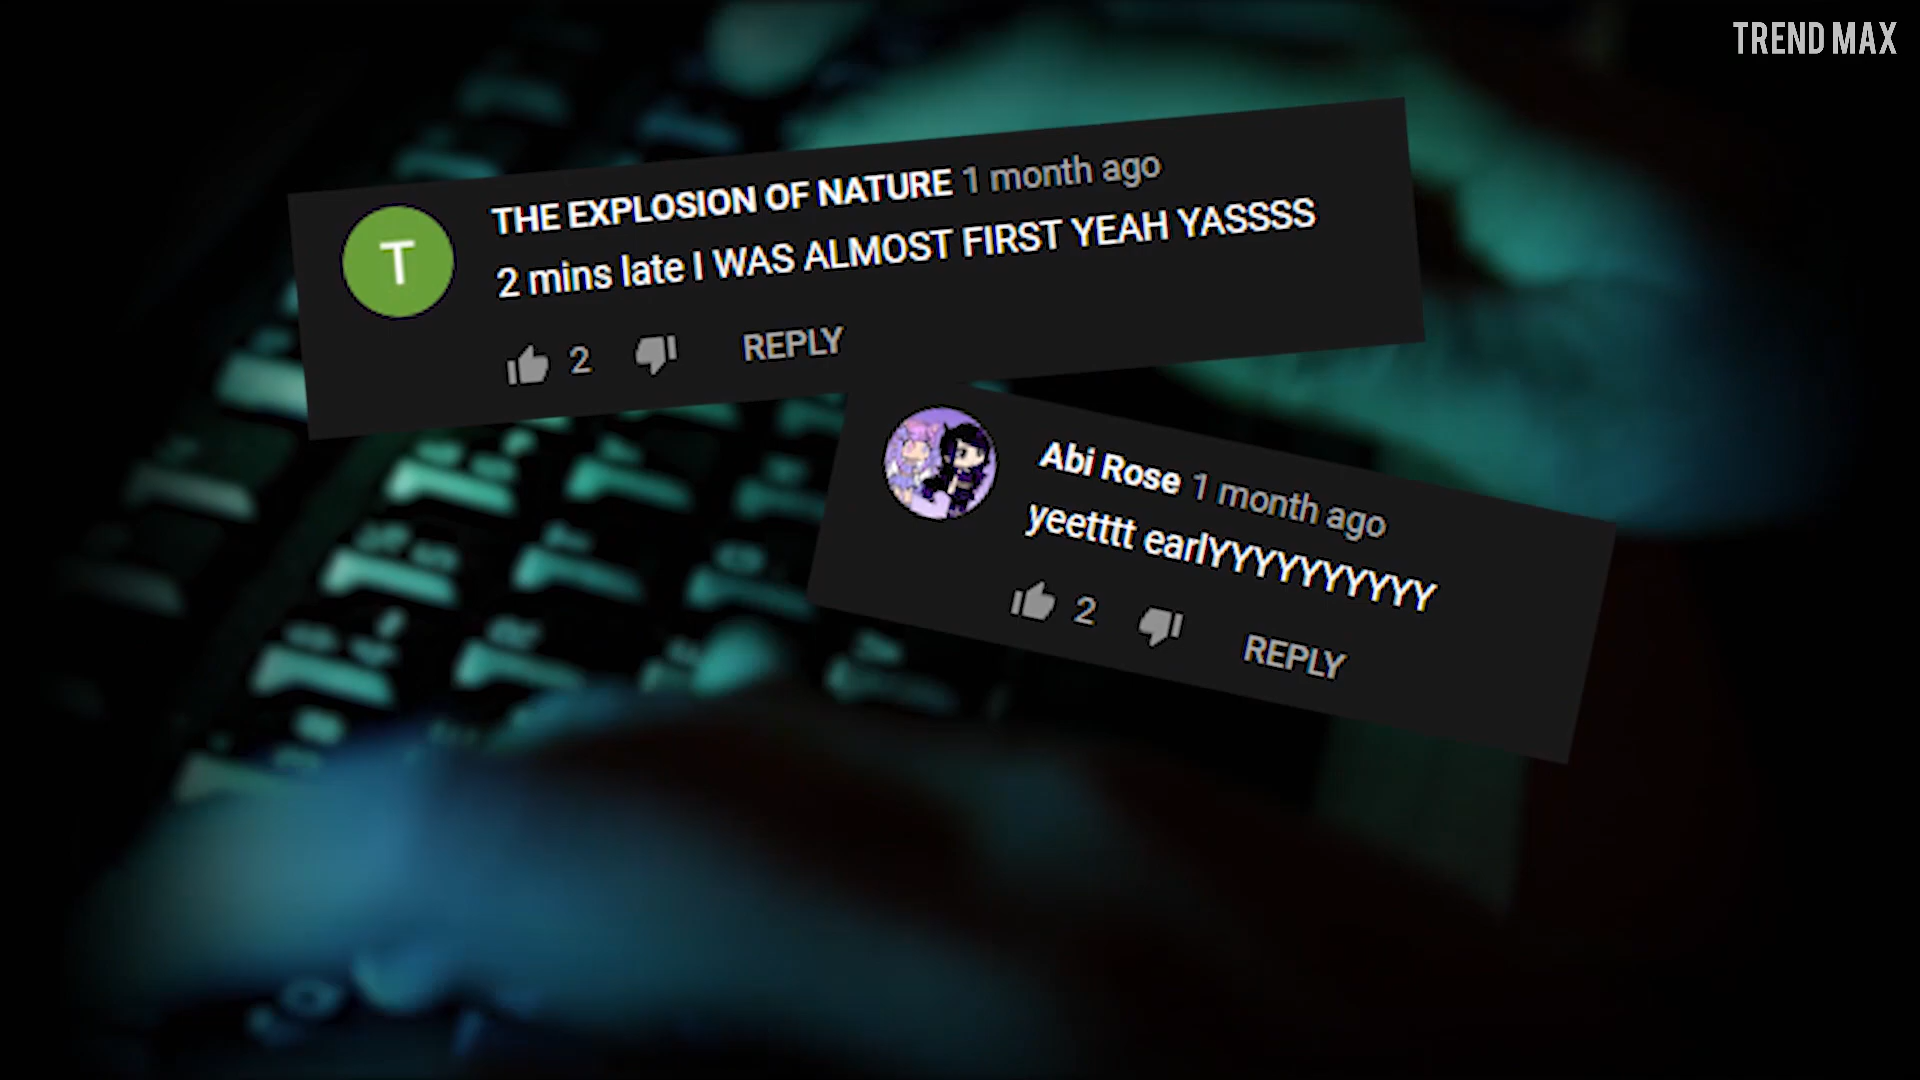 TREND MAX
THE EXPLOSION OF NATURE 1 month ago
2 mins late I WAS ALMOST FIRST YEAH YASSSS
2 REPLY
T
Abi Rose 1 month ago
yeetttt earlYYYYYYYYYY
2 REPLY